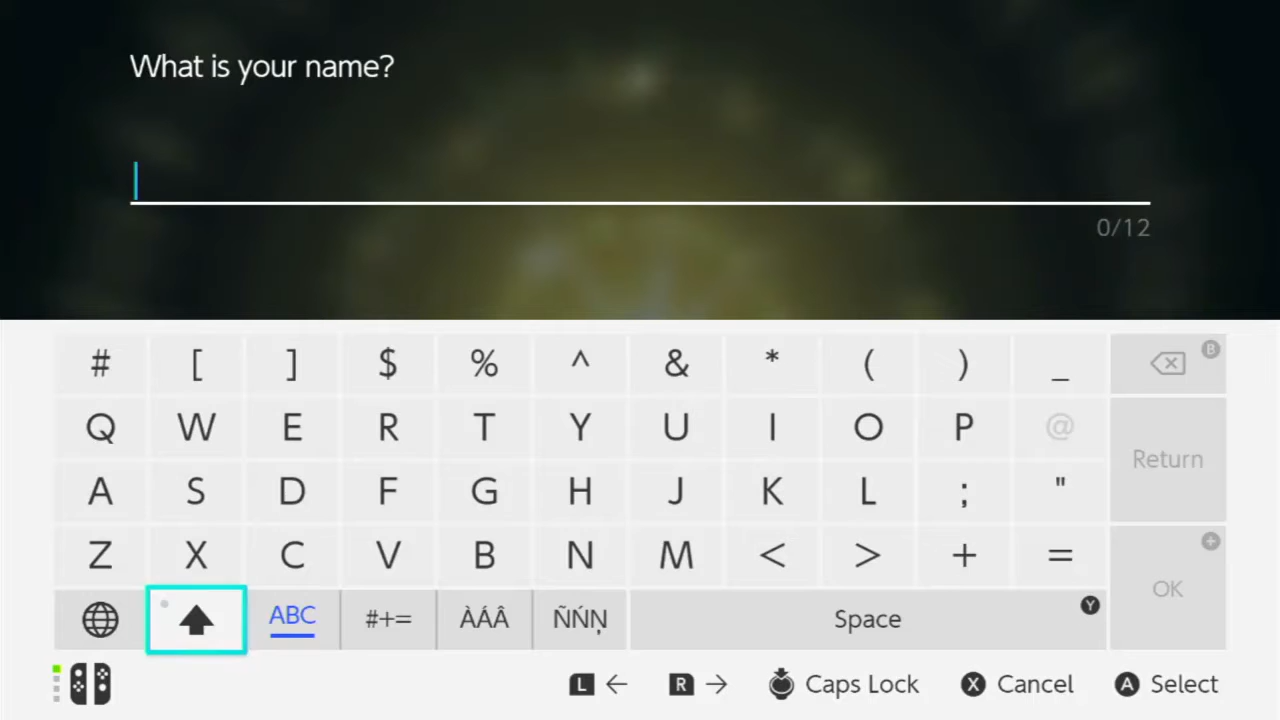 What is your name?
0/12
# [ ] $ % ^ & * ( ) _ B
Q W E R T Y U I O P @
Return
A S D F G H J K L ; "
Z X C V B N M < > + =
+
OK
ABC #+= ÀÁÂ ÑŃŅ Space Y
L ← R → Caps Lock X Cancel A Select